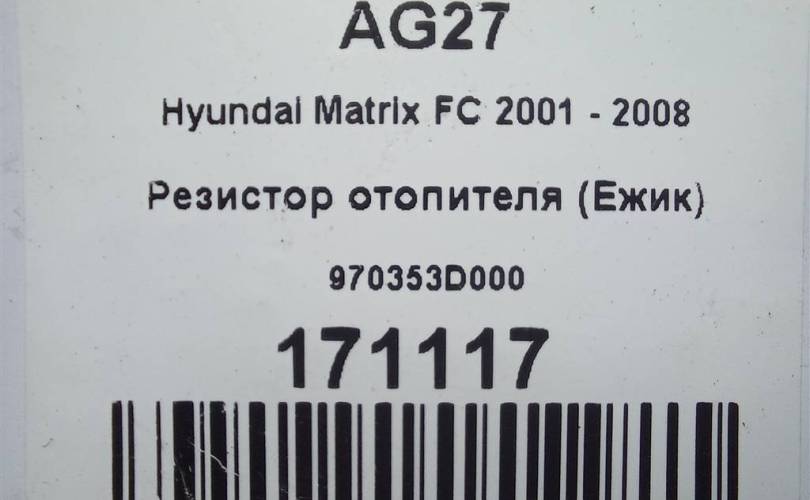 AG27
Hyundai Matrix FC 2001 - 2008
Резистор отопителя (Ежик)
970353D000
171117